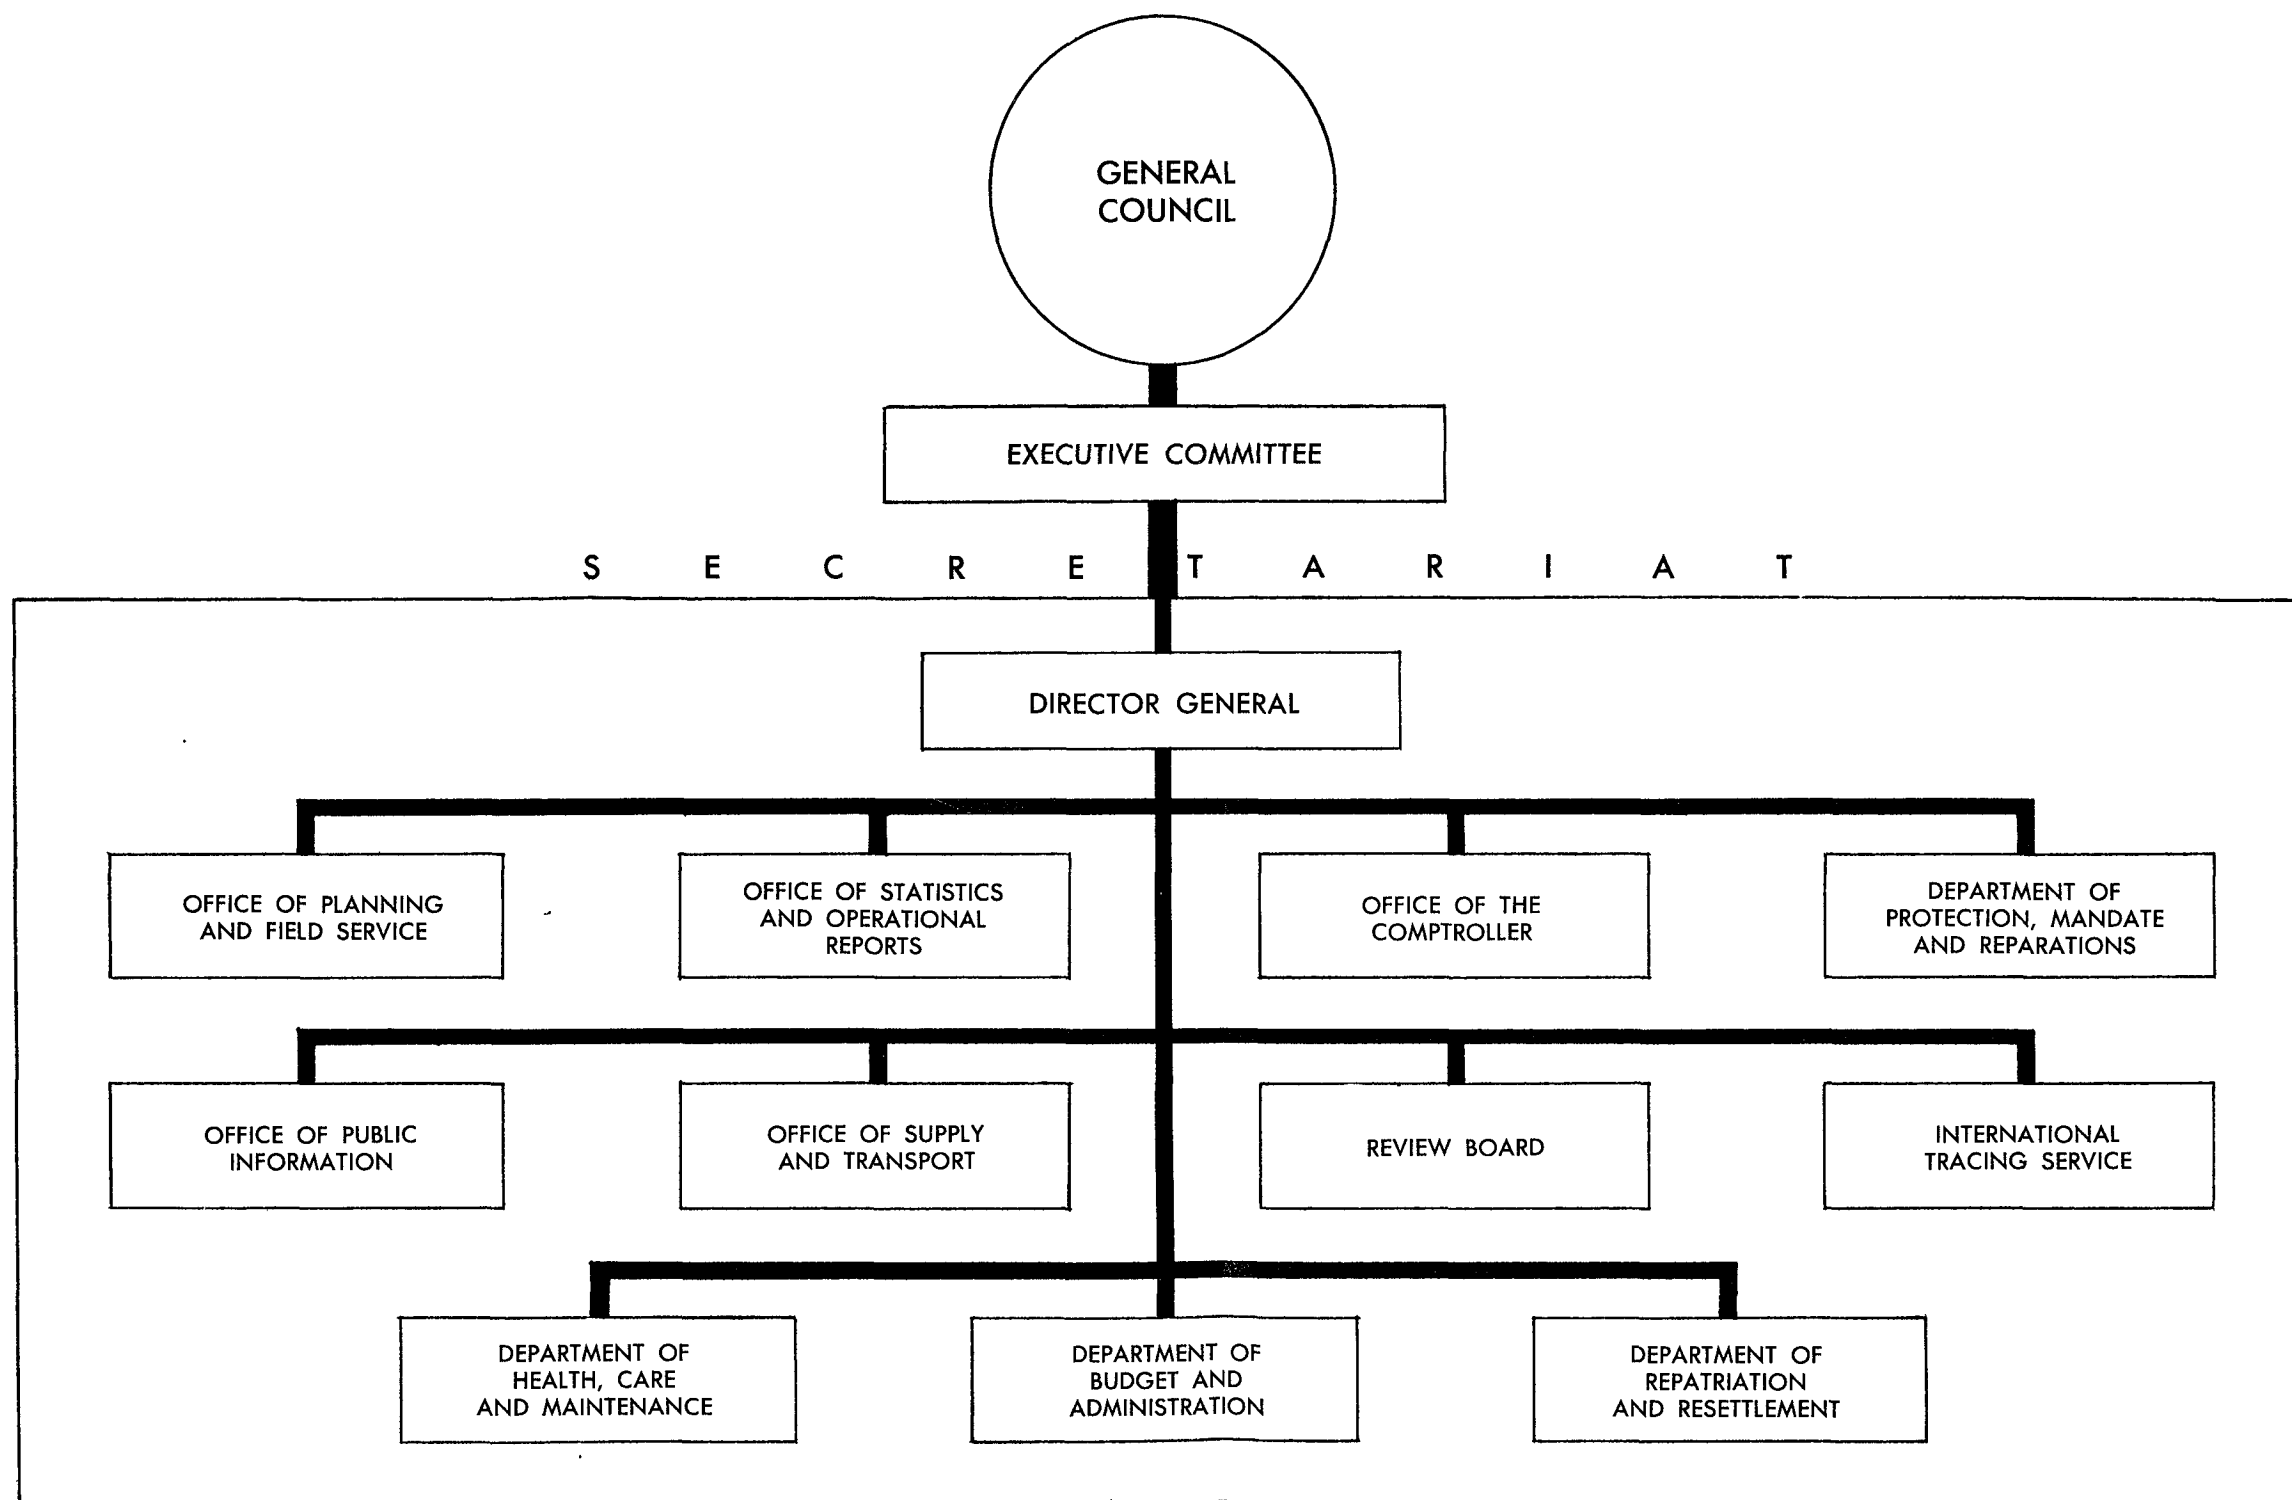 GENERAL
COUNCIL
EXECUTIVE COMMITTEE
SECRETARIAT
DIRECTOR GENERAL
OFFICE OF PLANNING
AND FIELD SERVICE
OFFICE OF STATISTICS
AND OPERATIONAL
REPORTS
OFFICE OF THE
COMPTROLLER
DEPARTMENT OF
PROTECTION, MANDATE
AND REPARATIONS
OFFICE OF PUBLIC
INFORMATION
OFFICE OF SUPPLY
AND TRANSPORT
REVIEW BOARD
INTERNATIONAL
TRACING SERVICE
DEPARTMENT OF
HEALTH, CARE
AND MAINTENANCE
DEPARTMENT OF
BUDGET AND
ADMINISTRATION
DEPARTMENT OF
REPATRIATION
AND RESETTLEMENT